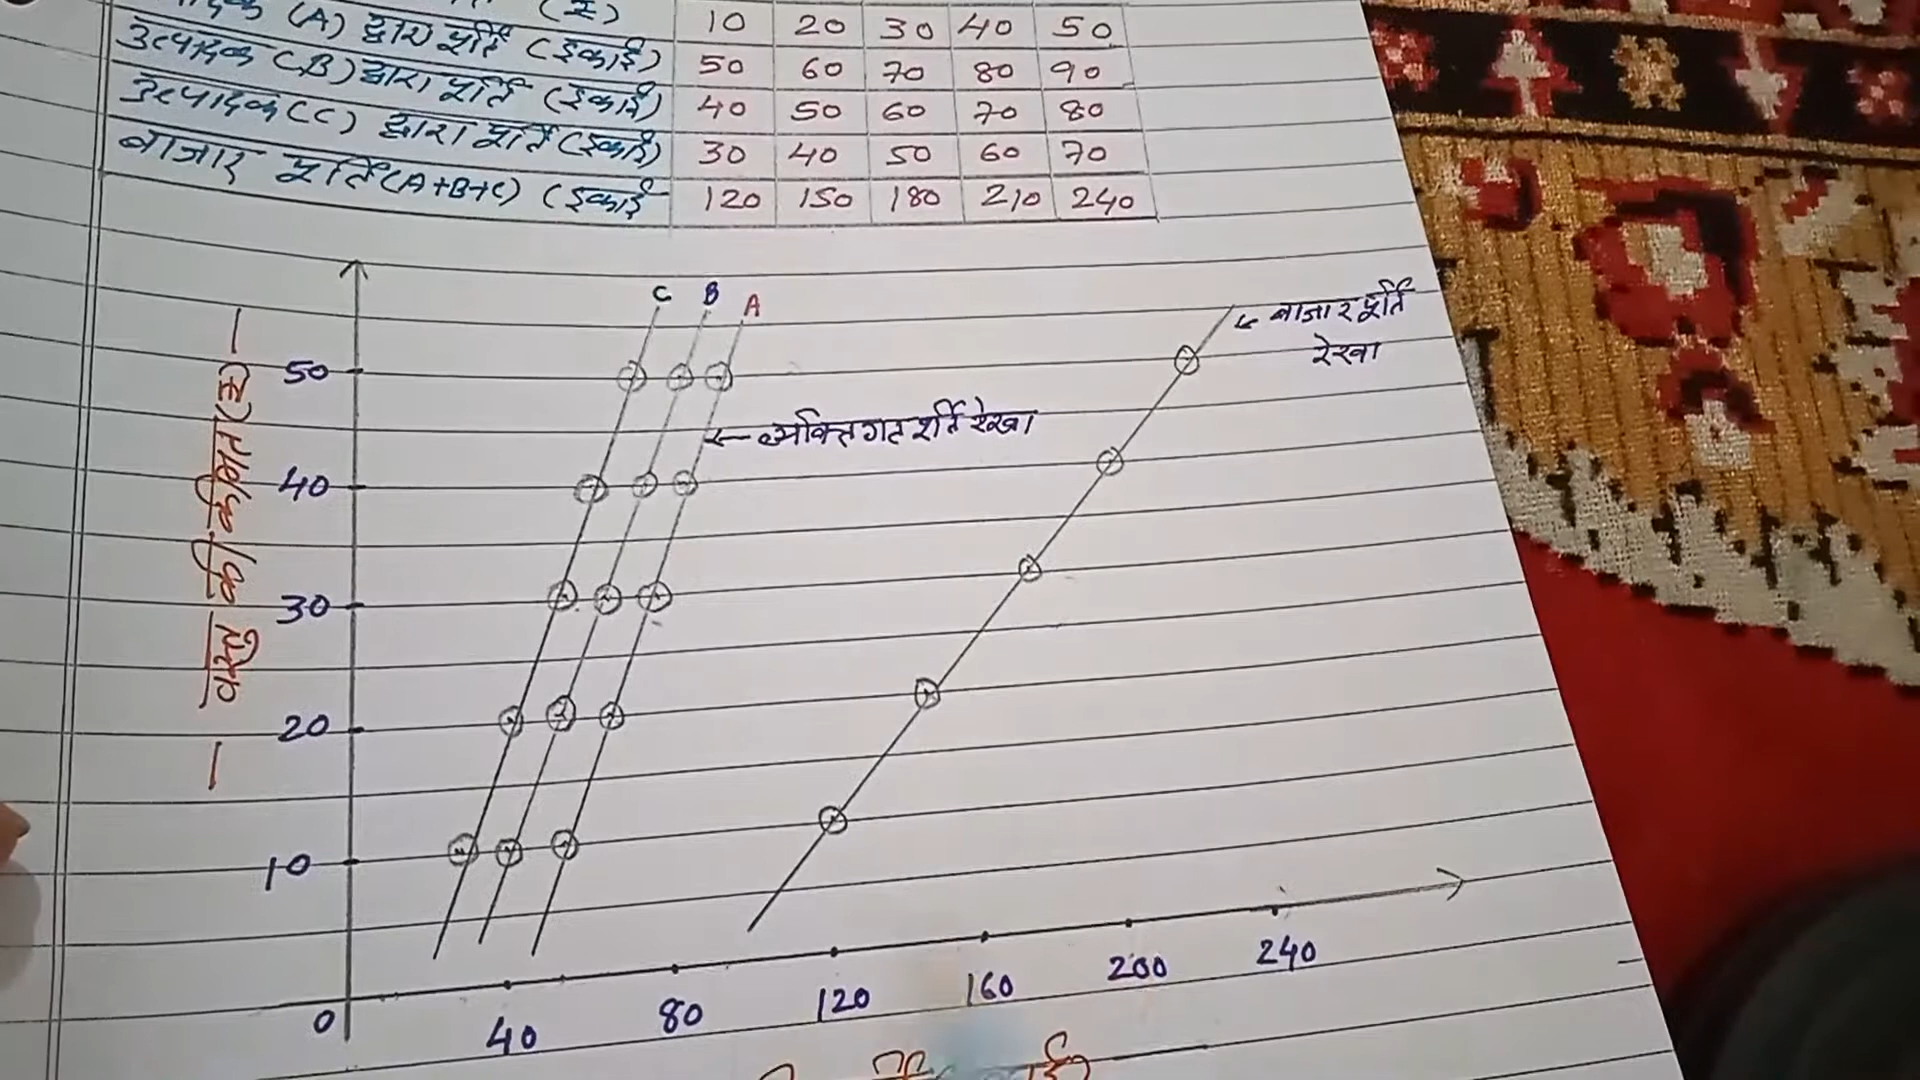 (₹) 10 20 30 40 50
(A) द्वारा पूर्ति (इकाई) 50 60 70 80 90
उत्पादक (B) द्वारा पूर्ति (इकाई) 40 50 60 70 80
उत्पादक (C) द्वारा पूर्ति (इकाई) 30 40 50 60 70
बाजार पूर्ति (A+B+C) (इकाई 120 150 180 210 240
C B A
← बाजार पूर्ति
रेखा
50
← व्यक्तिगत पूर्ति रेखा
40
30
20
10
0 40 80 120 160 200 240